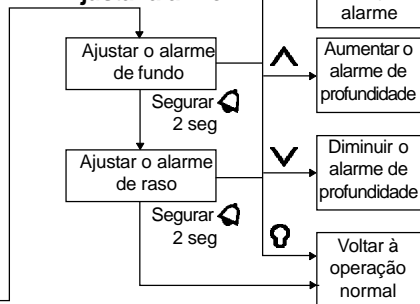 alarme
Ajustar o alarme
de fundo
Aumentar o
alarme de
profundidade
Segurar
2 seg
Ajustar o alarme
de raso
Diminuir o
alarme de
profundidade
Segurar
2 seg
Voltar à
operação
normal